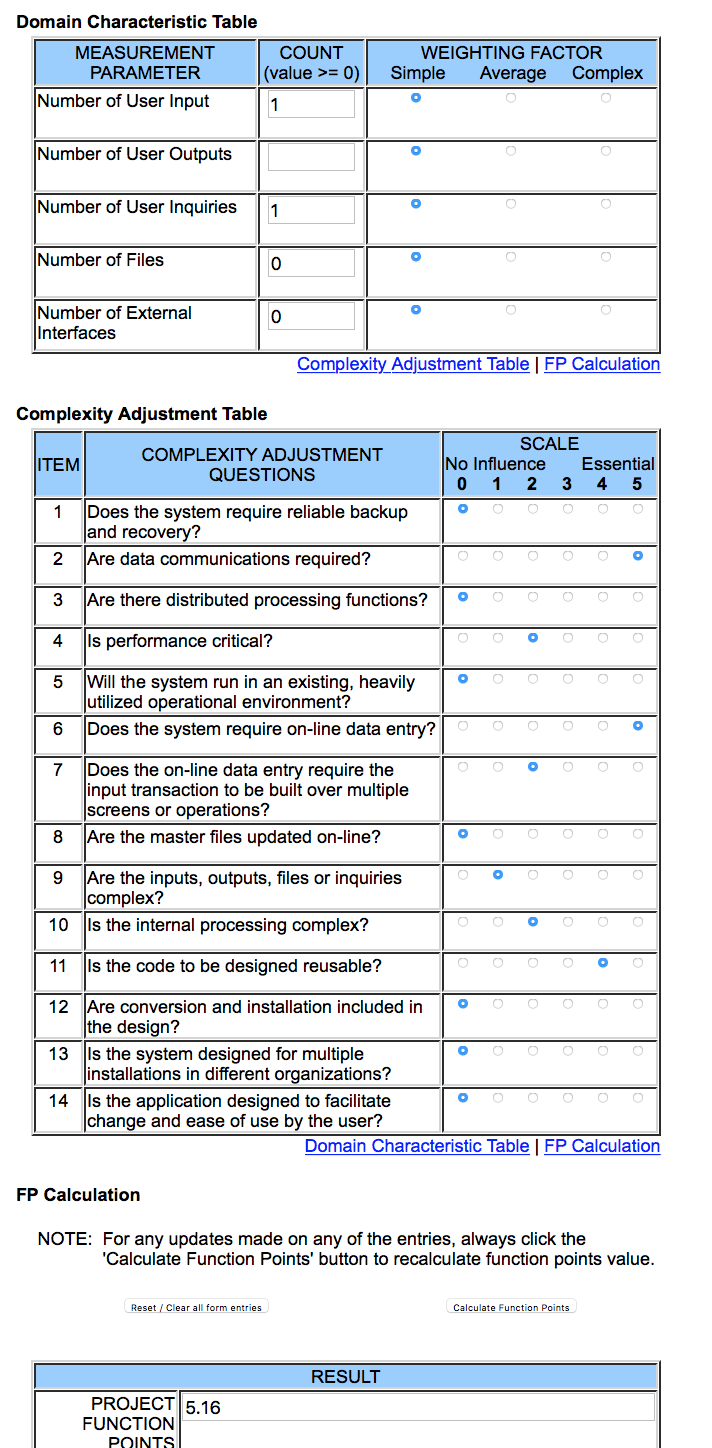 Domain Characteristic Table
MEASUREMENT PARAMETER
COUNT (value >= 0)
WEIGHTING FACTOR
Simple Average Complex
Number of User Input 1
Number of User Outputs
Number of User Inquiries 1
Number of Files 0
Number of External Interfaces 0
Complexity Adjustment Table | FP Calculation
Complexity Adjustment Table
ITEM
COMPLEXITY ADJUSTMENT QUESTIONS
SCALE
No Influence Essential
0 1 2 3 4 5
1 Does the system require reliable backup
and recovery?
2 Are data communications required?
3 Are there distributed processing functions?
4 Is performance critical?
5 Will the system run in an existing, heavily
utilized operational environment?
6 Does the system require on-line data entry?
7 Does the on-line data entry require the
input transaction to be built over multiple
screens or operations?
8 Are the master files updated on-line?
9 Are the inputs, outputs, files or inquiries
complex?
10 Is the internal processing complex?
11 Is the code to be designed reusable?
12 Are conversion and installation included in
the design?
13 Is the system designed for multiple
installations in different organizations?
14 Is the application designed to facilitate
change and ease of use by the user?
Domain Characteristic Table | FP Calculation
FP Calculation
NOTE: For any updates made on any of the entries, always click the
'Calculate Function Points' button to recalculate function points value.
Reset / Clear all form entries Calculate Function Points
RESULT
PROJECT FUNCTION POINTS
5.16